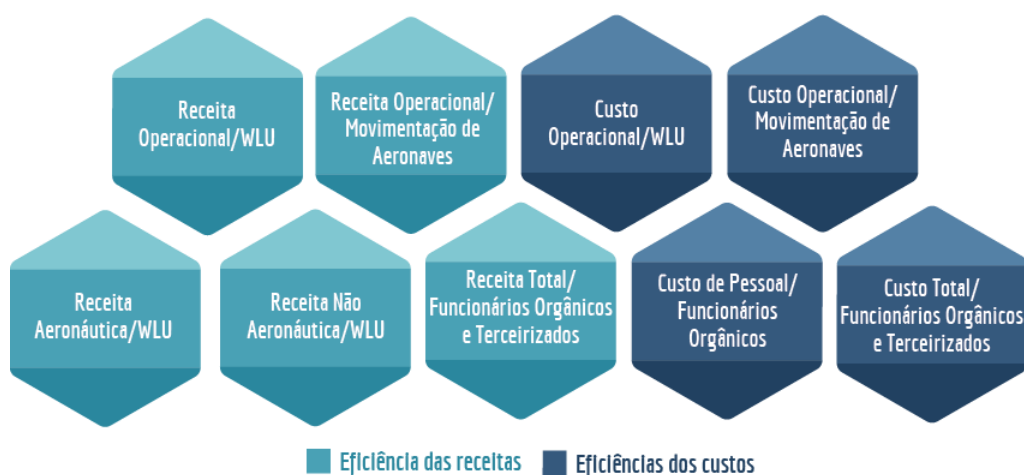 Receita
Operacional/WLU
Receita Operacional/
Movimentação de
Aeronaves
Custo
Operacional/WLU
Custo Operacional/
Movimentação de
Aeronaves
Receita
Aeronáutica/WLU
Receita Não
Aeronáutica/WLU
Receita Total/
Funcionários Orgânicos
e Terceirizados
Custo de Pessoal/
Funcionários
Orgânicos
Custo Total/
Funcionários Orgânicos
e Terceirizados
Eficiência das receitas
Eficiências dos custos